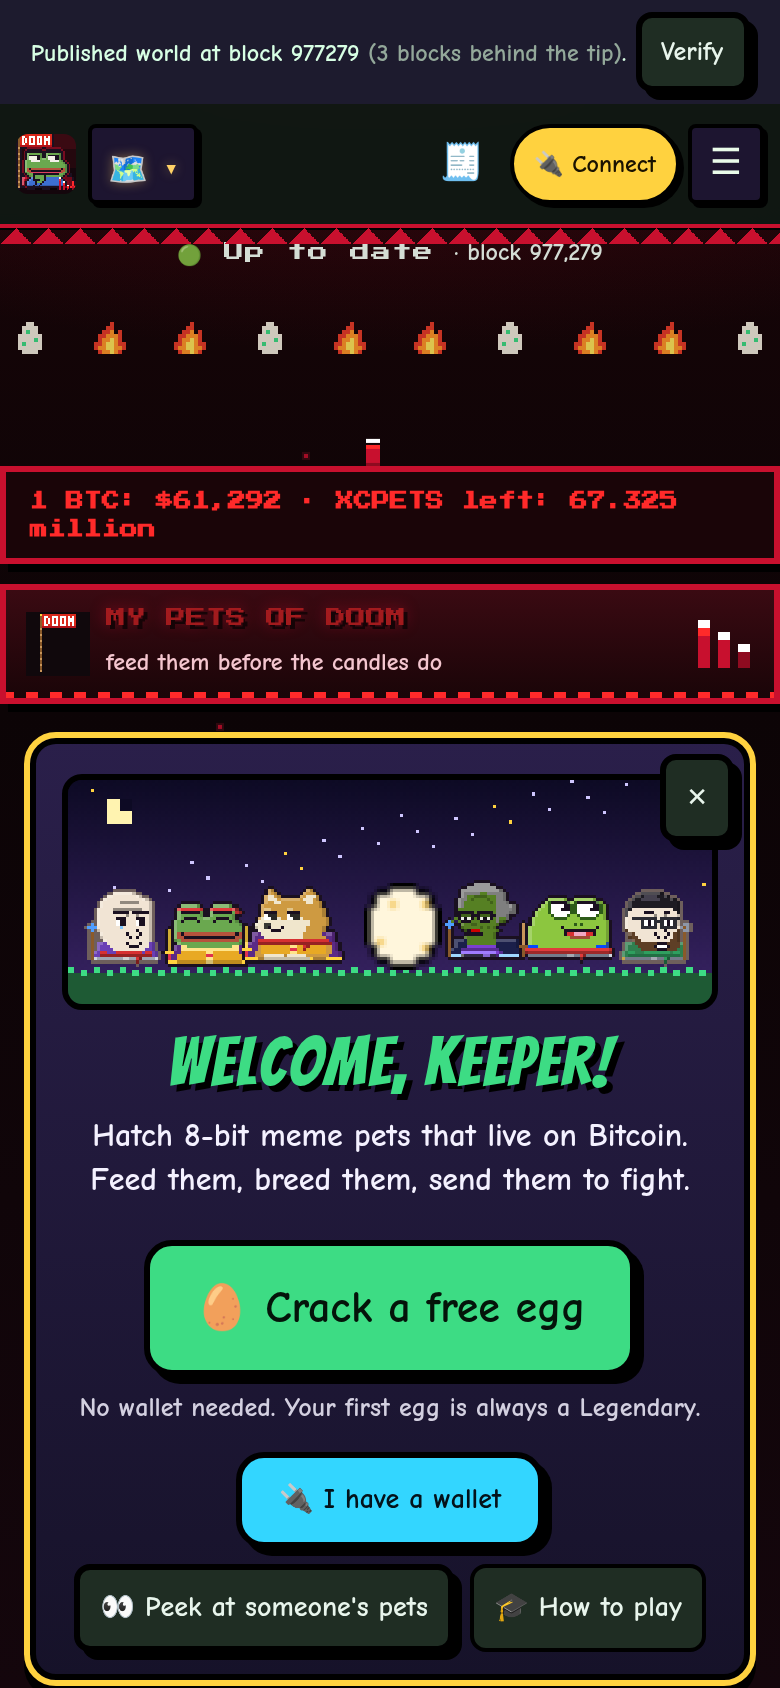 Published world at block 977279 (3 blocks behind the tip).
Verify
DOOM
Connect
Up to date · block 977,279
1 BTC: $61,292 · XCPETS left: 67.325
million
DOOM
MY PETS OF DOOM
feed them before the candles do
×
WELCOME, KEEPER!
Hatch 8-bit meme pets that live on Bitcoin.
Feed them, breed them, send them to fight.
Crack a free egg
No wallet needed. Your first egg is always a Legendary.
I have a wallet
Peek at someone's pets
How to play